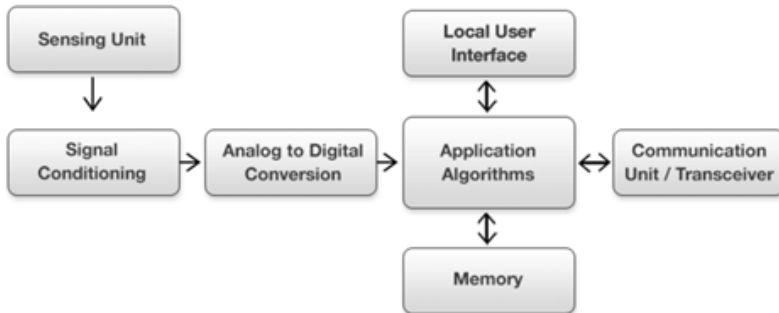 Sensing Unit
Local User
Interface
Signal
Conditioning
Analog to Digital
Conversion
Application
Algorithms
Communication
Unit / Transceiver
Memory